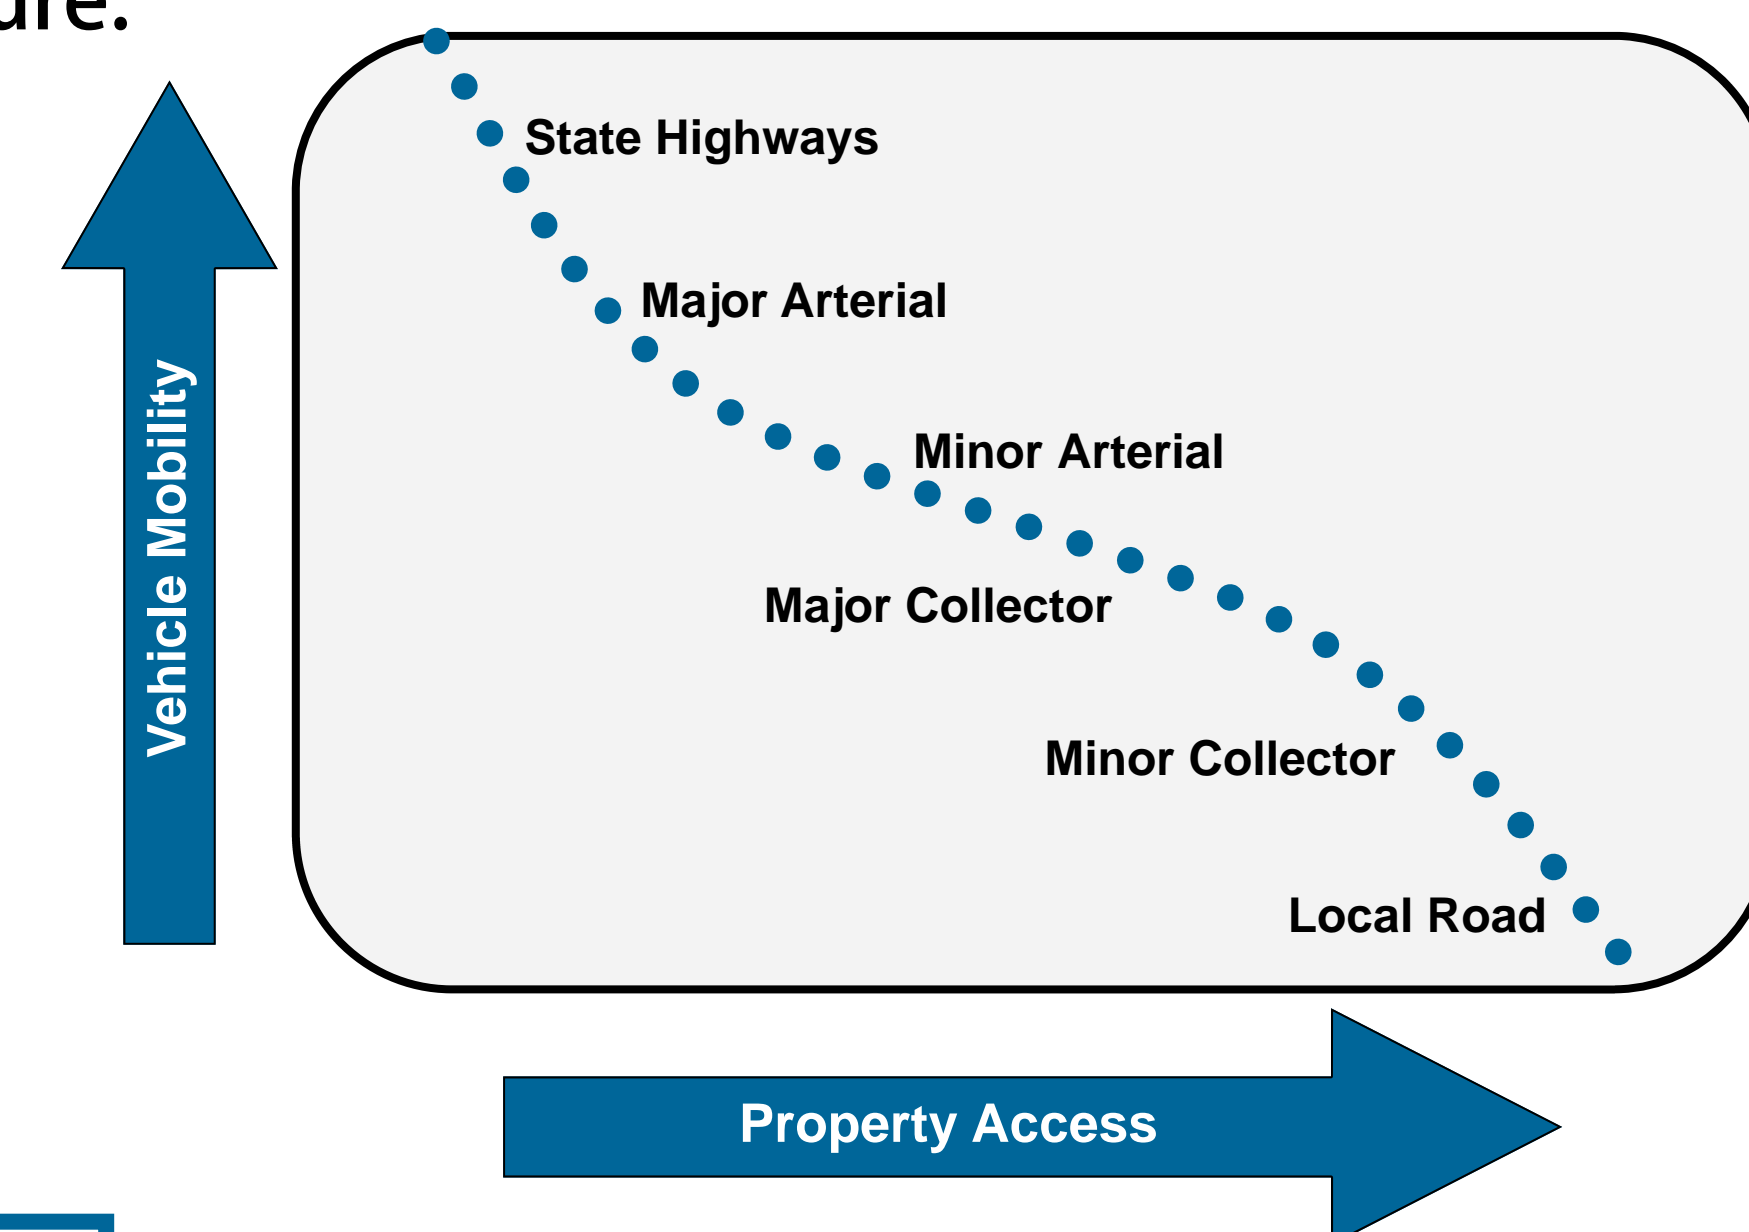 State Highways
Major Arterial
Vehicle Mobility
Minor Arterial
Major Collector
Minor Collector
Local Road
Property Access